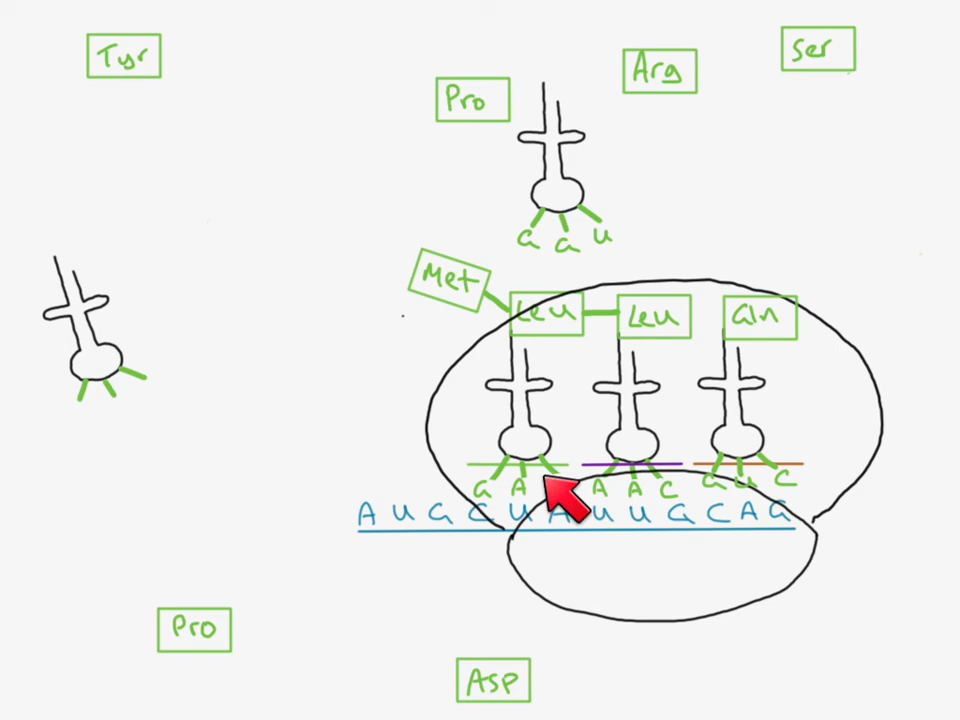 Tyr
Pro
Arg
Ser
G G U
Met
Leu
Leu
Gln
G A
A A C
G U C
A U G C U A U U G C A G
Pro
Asp